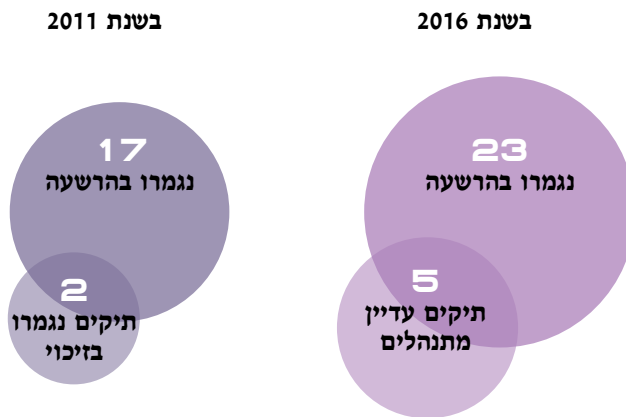 בשנת 2016
23
נגמרו בהרשעה
5
תיקים עדיין
מתנהלים
בשנת 2011
17
נגמרו בהרשעה
2
תיקים נגמרו
בזיכוי